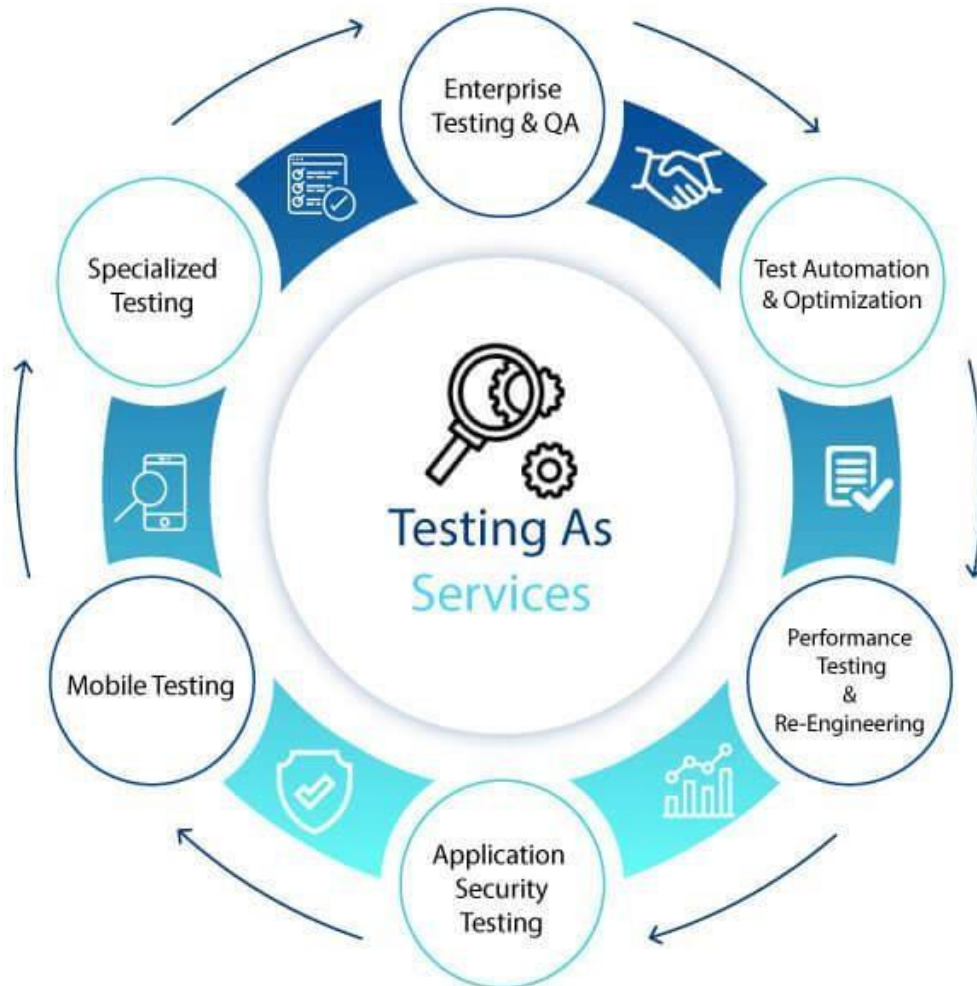 Enterprise
Testing & QA
Test Automation
& Optimization
Performance
Testing
&
Re-Engineering
Application
Security
Testing
Mobile Testing
Specialized
Testing
Testing As
Services